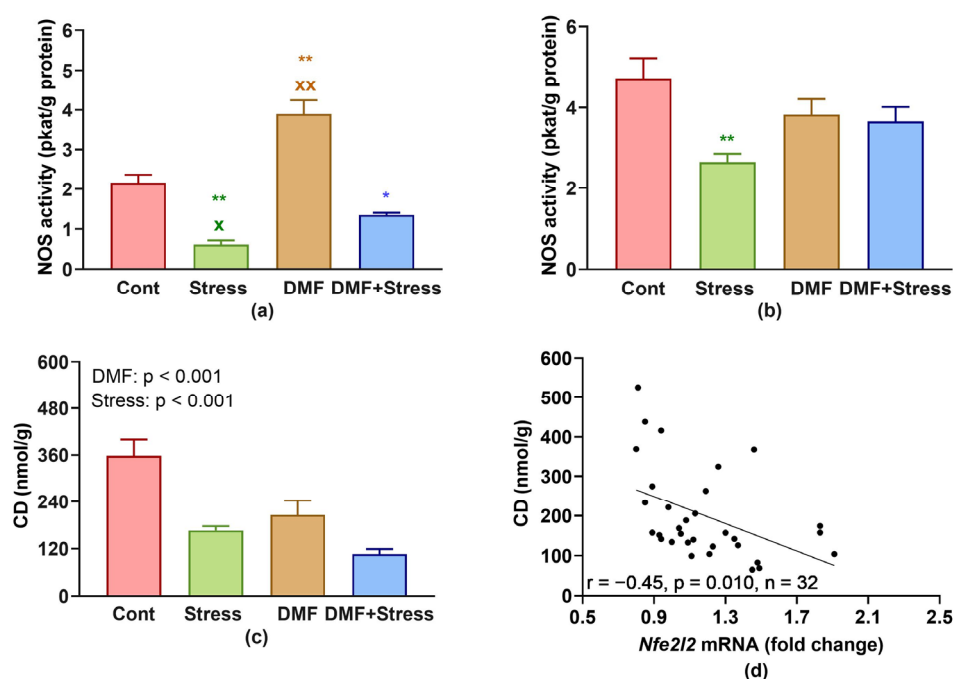 NOS activity (pkat/g protein)
6
5
4
3
2
1
0
**
x
**
xx
*
Cont Stress DMF DMF+Stress
(a)
NOS activity (pkat/g protein)
6
4
2
0
**
Cont Stress DMF DMF+Stress
(b)
CD (nmol/g)
600
480
360
240
120
0
DMF: p < 0.001
Stress: p < 0.001
Cont Stress DMF DMF+Stress
(c)
CD (nmol/g)
600
500
400
300
200
100
0
r = −0.45, p = 0.010, n = 32
0.5 0.9 1.3 1.7 2.1 2.5
Nfe2l2 mRNA (fold change)
(d)